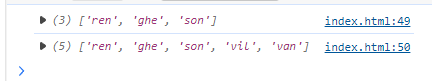 (3) ['ren', 'ghe', 'son'] index.html:49
(5) ['ren', 'ghe', 'son', 'vil', 'van'] index.html:50